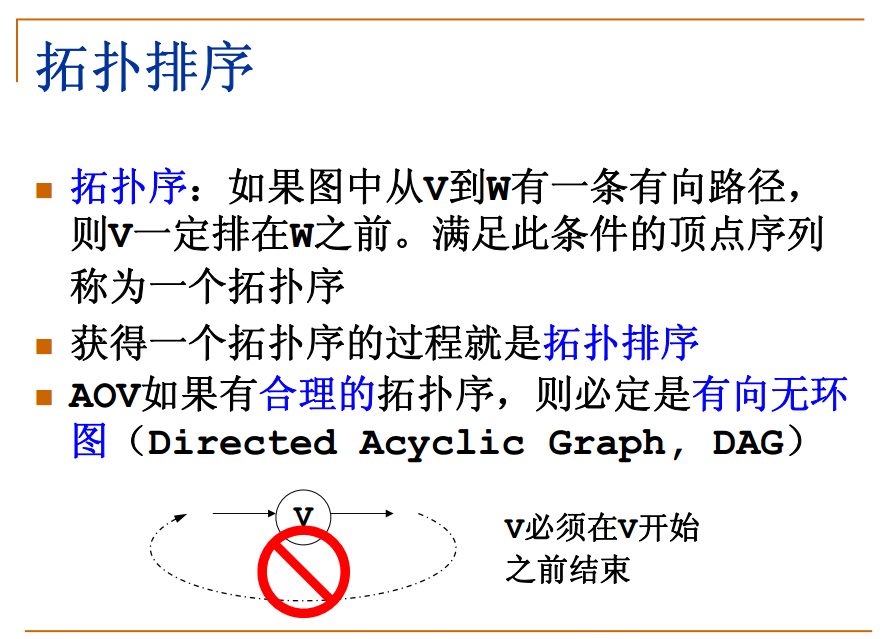 拓扑排序
拓扑序：如果图中从V到W有一条有向路径，
则V一定排在W之前。满足此条件的顶点序列
称为一个拓扑序
获得一个拓扑序的过程就是拓扑排序
AOV如果有合理的拓扑序，则必定是有向无环
图（Directed Acyclic Graph, DAG）
V
V必须在V开始
之前结束